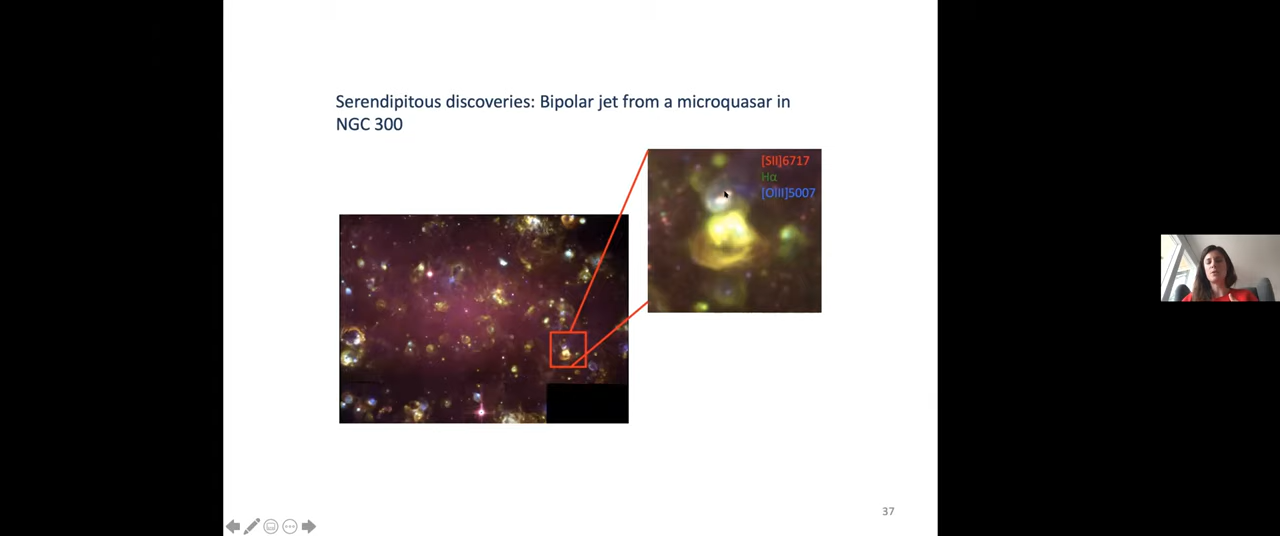 Serendipitous discoveries: Bipolar jet from a microquasar in
NGC 300
[SII]6717
Hα
[OIII]5007
37